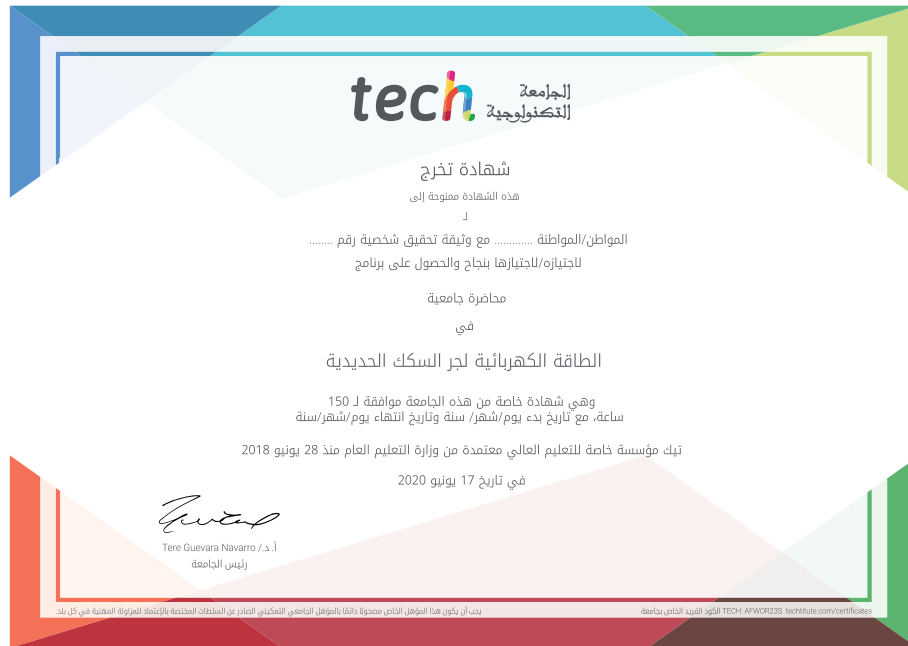 tech الجامعة
التكنولوجية
شهادة تخرج
هذه الشهادة ممنوحة إلى
لـ
المواطن/المواطنة ............. مع وثيقة تحقيق شخصية رقم ........
لاجتيازه/لاجتيازها بنجاح والحصول على برنامج
محاضرة جامعية
في
الطاقة الكهربائية لجر السكك الحديدية
وهي شهادة خاصة من هذه الجامعة موافقة لـ 150
ساعة، مع تاريخ بدء يوم/شهر/ سنة وتاريخ انتهاء يوم/شهر/سنة
تيك مؤسسة خاصة للتعليم العالي معتمدة من وزارة التعليم العام منذ 28 يونيو 2018
في تاريخ 17 يونيو 2020
أ. د./ Tere Guevara Navarro
رئيس الجامعة
يجب أن يكون هذا المؤهل الخاص مصحوبًا دائمًا بالمؤهل الجامعي التمكيني الصادر عن السلطات المختصة بالإعتماد للمزاولة المهنية في كل بلد.
الكود الفريد الخاص بجامعة TECH: AFWOR23S techtitute.com/certificates